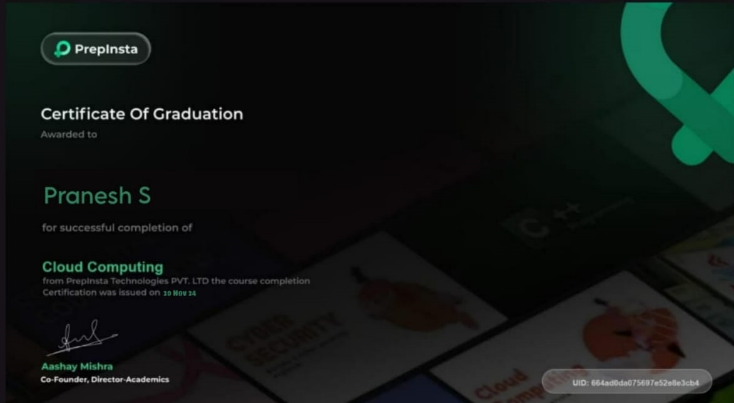 PrepInsta
Certificate Of Graduation
Awarded to
Pranesh S
for successful completion of
Cloud Computing
from PrepInsta Technologies PVT. LTD the course completion
Certification was issued on 20 Nov 24
Aashay Mishra
Co-Founder, Director-Academics
C ++
CYBER
SECURITY
Cloud
Computing
UID: 664ad0da075697e52e8e3cb4